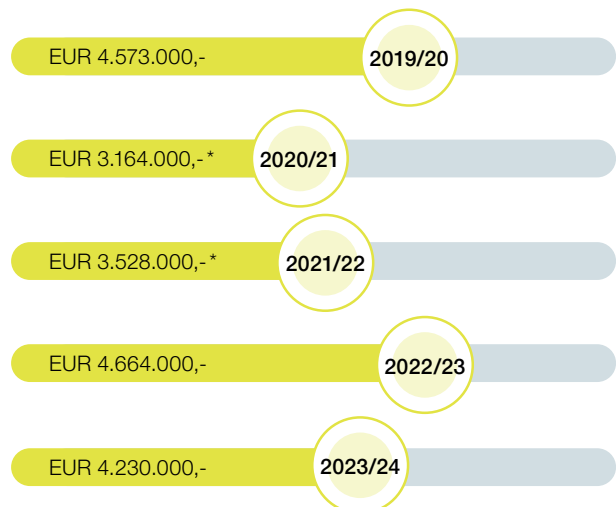 EUR 4.573.000,- 2019/20
EUR 3.164.000,-* 2020/21
EUR 3.528.000,-* 2021/22
EUR 4.664.000,- 2022/23
EUR 4.230.000,- 2023/24